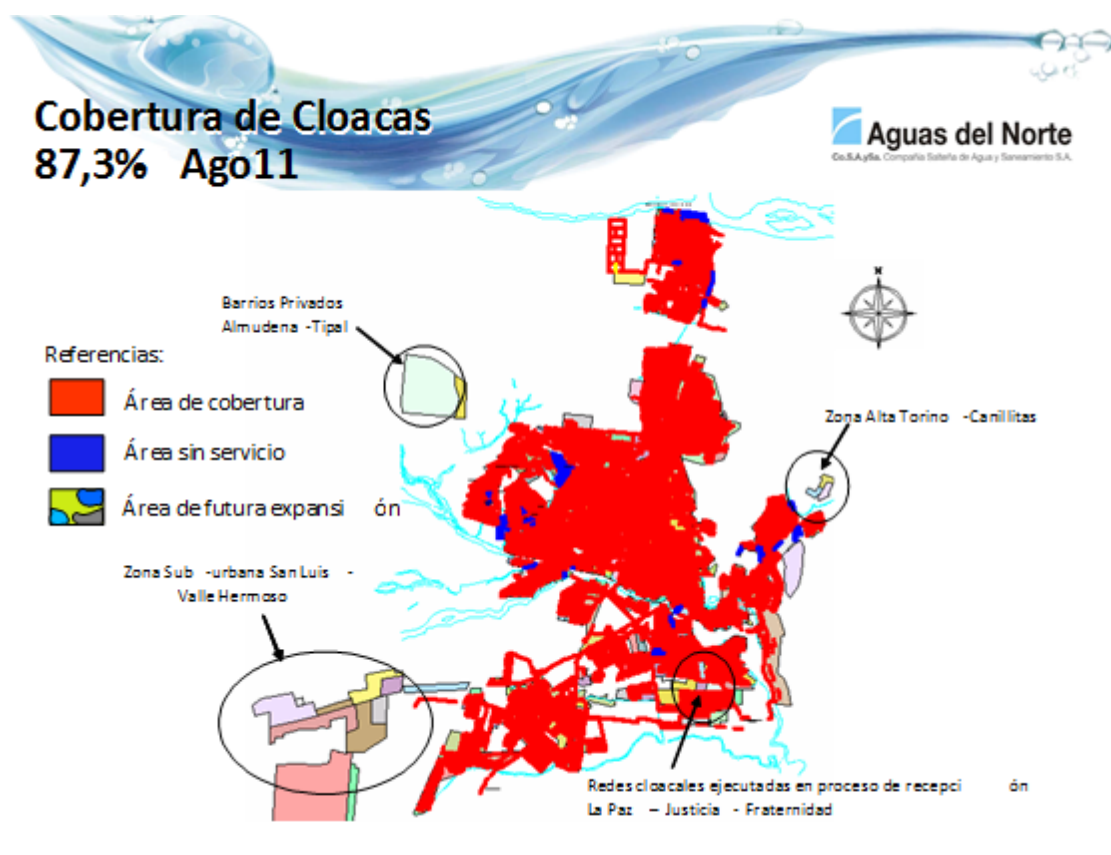 Cobertura de Cloacas
87,3% Ago11
Aguas del Norte
Co.S.A.ySa. Compañía Salteña de Agua y Saneamiento S.A.
N
Barrios Privados
Almudena -Tipal
Referencias:
Área de cobertura
Área sin servicio
Área de futura expansi ón
Zona Alta Torino -Canillitas
Zona Sub -urbana San Luis -
Valle Hermoso
Redes cloacales ejecutadas en proceso de recepci ón
La Paz – Justicia - Fraternidad